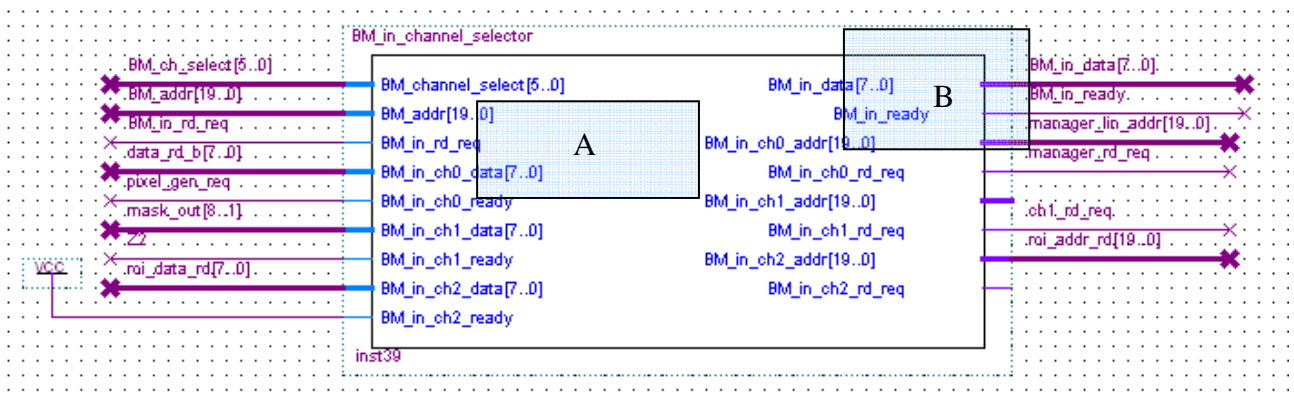 BM_in_channel_selector
BM_ch_select[5..0]
BM_addr[19..0]
BM_in_rd_req
data_rd_b[7..0]
pixel_gen_req
mask_out[8..1]
Z2
roi_data_rd[7..0]
VCC
BM_channel_select[5..0]
BM_addr[19..0]
BM_in_rd_req
BM_in_ch0_data[7..0]
BM_in_ch0_ready
BM_in_ch1_data[7..0]
BM_in_ch1_ready
BM_in_ch2_data[7..0]
BM_in_ch2_ready
A
BM_in_data[7..0]
BM_in_ready
BM_in_ch0_addr[19..0]
BM_in_ch0_rd_req
BM_in_ch1_addr[19..0]
BM_in_ch1_rd_req
BM_in_ch2_addr[19..0]
BM_in_ch2_rd_req
B
BM_in_data[7..0]
BM_in_ready
manager_lin_addr[19..0]
manager_rd_req
ch1_rd_req
roi_addr_rd[19..0]
inst39